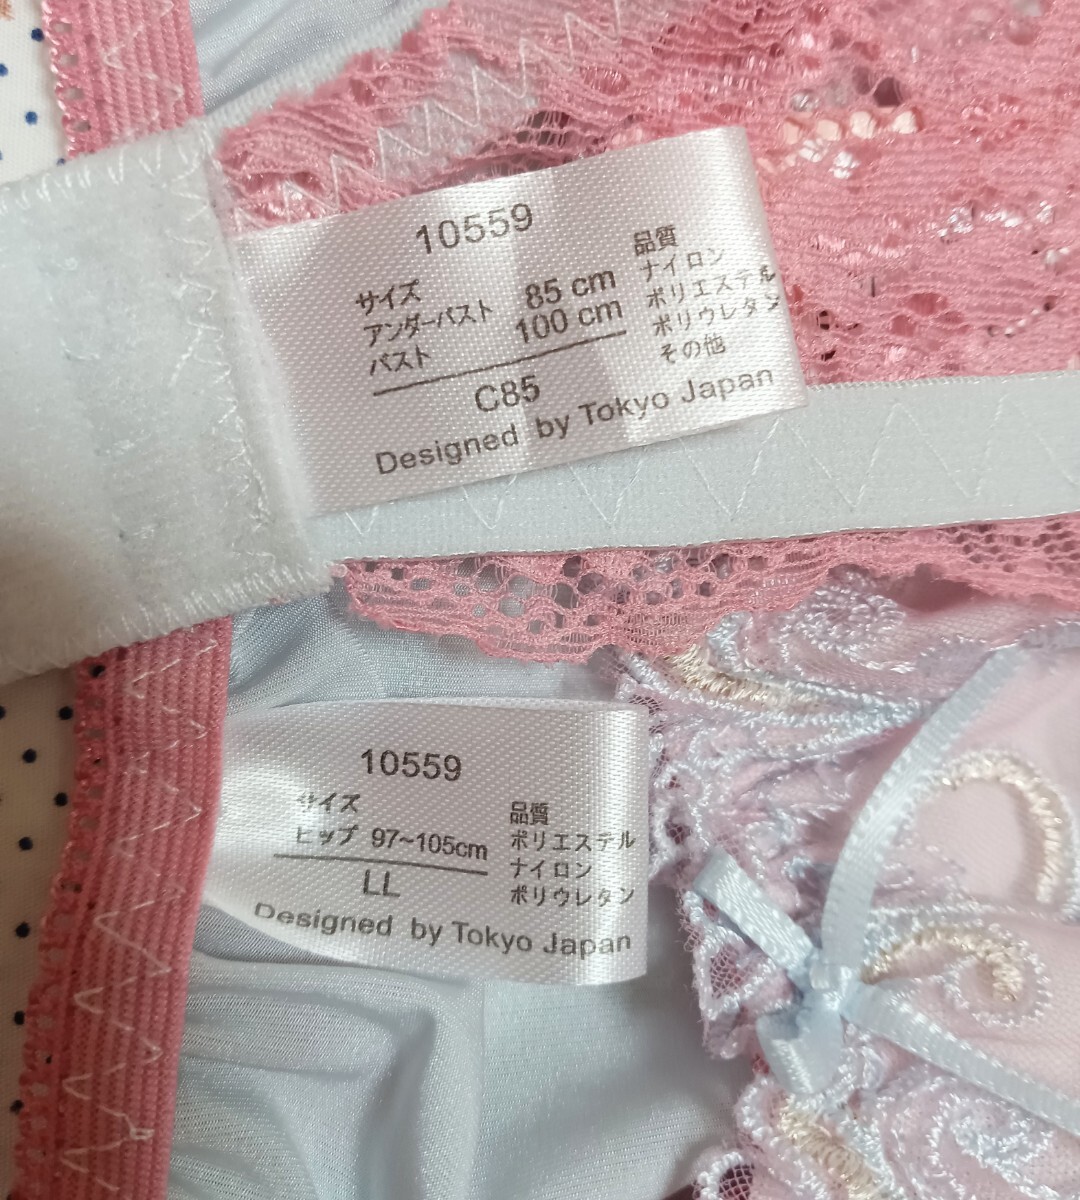 10559
サイズ
アンダーバスト 85 cm
バスト 100 cm
C85
品質
ナイロン
ポリエステル
ポリウレタン
その他
Designed by Tokyo Japan
10559
サイズ
ヒップ 97~105cm
LL
品質
ポリエステル
ナイロン
ポリウレタン
Designed by Tokyo Japan